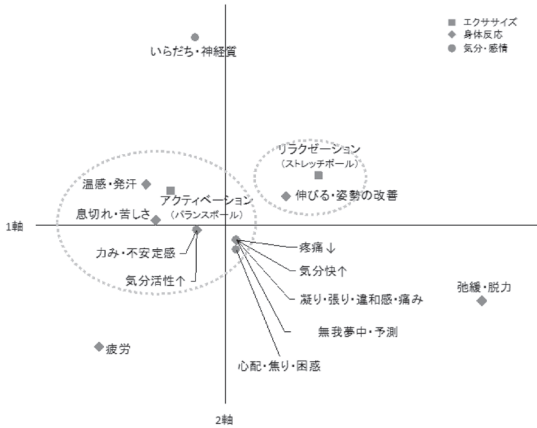 エクササイズ
身体反応
気分・感情
いらだち・神経質
リラクゼーション
(ストレッチポール)
温感・発汗
アクティベーション
(バランスボール)
伸びる・姿勢の改善
息切れ・苦しさ
1軸
力み・不安定感
疼痛↓
気分活性↑
気分快↑
凝り・張り・違和感・痛み
弛緩・脱力
無我夢中・予測
疲労
心配・焦り・困惑
2軸